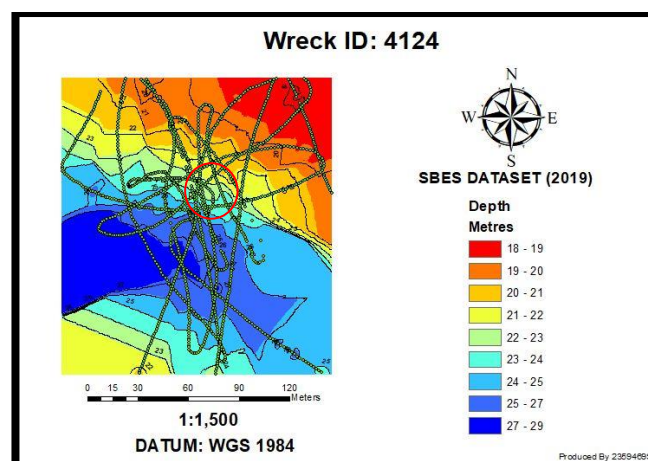 Wreck ID: 4124
N
W E
S
SBES DATASET (2019)
Depth
Metres
18 - 19
19 - 20
20 - 21
21 - 22
22 - 23
23 - 24
24 - 25
25 - 27
27 - 29
0 15 30 60 90 120
Meters
1:1,500
DATUM: WGS 1984